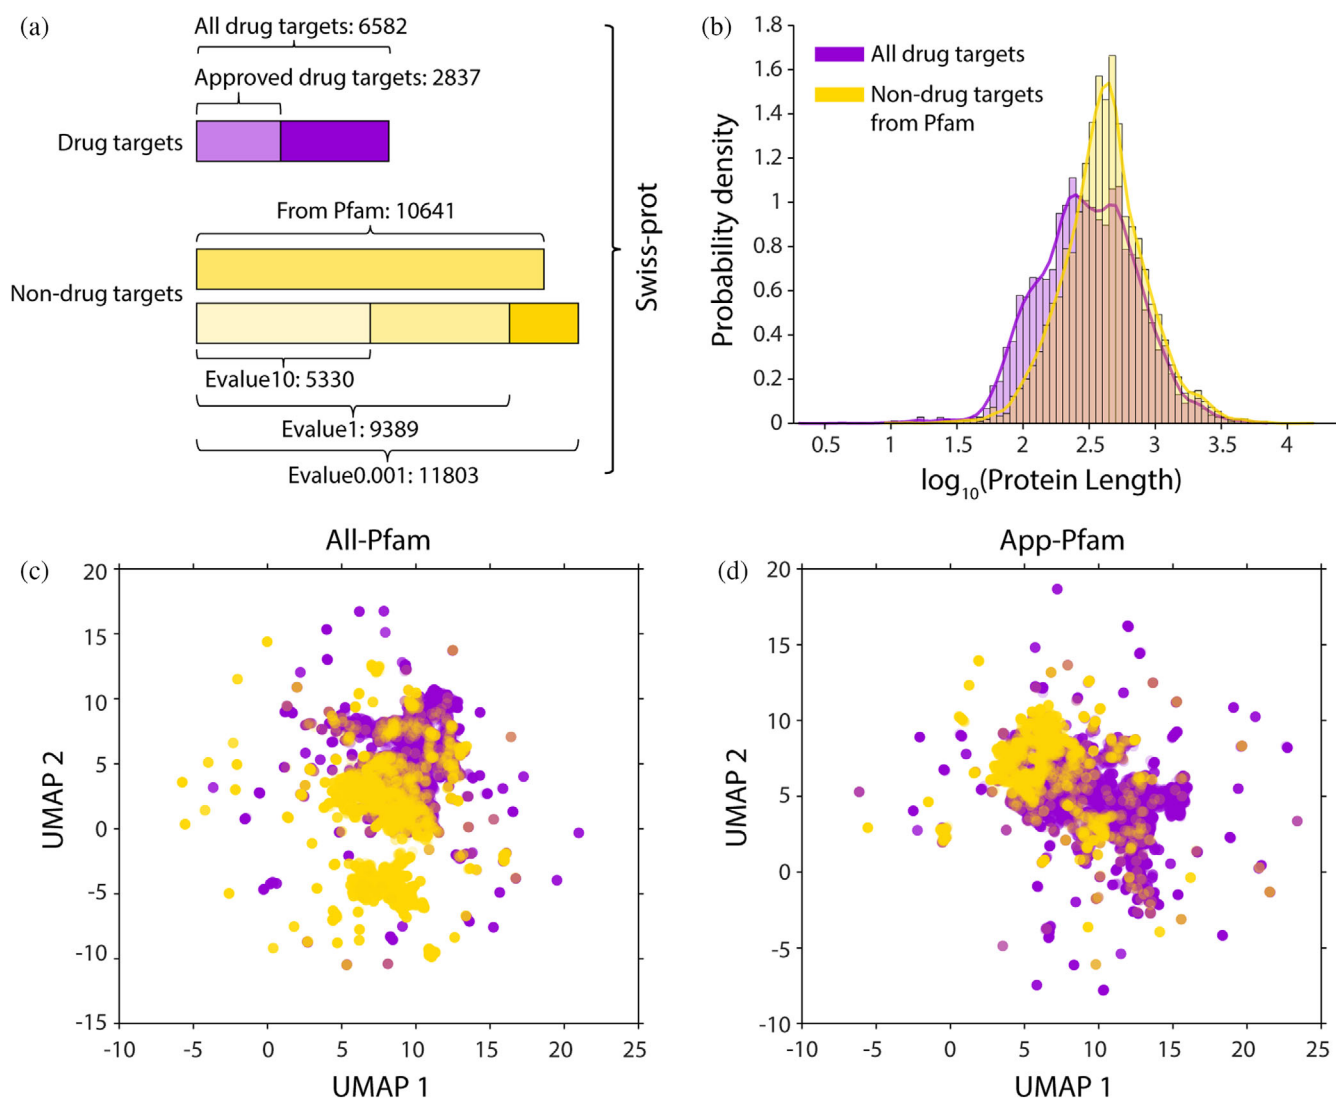 (a)
All drug targets: 6582
Approved drug targets: 2837
Drug targets
From Pfam: 10641
Non-drug targets
Evalue10: 5330
Evalue1: 9389
Evalue0.001: 11803
Swiss-prot
(b)
All drug targets
Non-drug targets
from Pfam
Probability density
1.8
1.6
1.4
1.2
1
0.8
0.6
0.4
0.2
0
0.5 1 1.5 2 2.5 3 3.5 4
log10(Protein Length)
(c)
All-Pfam
UMAP 2
20
15
10
5
0
-5
-10
-15
-10 -5 0 5 10 15 20 25
UMAP 1
(d)
App-Pfam
UMAP 2
20
15
10
5
0
-5
-10
-10 -5 0 5 10 15 20 25
UMAP 1